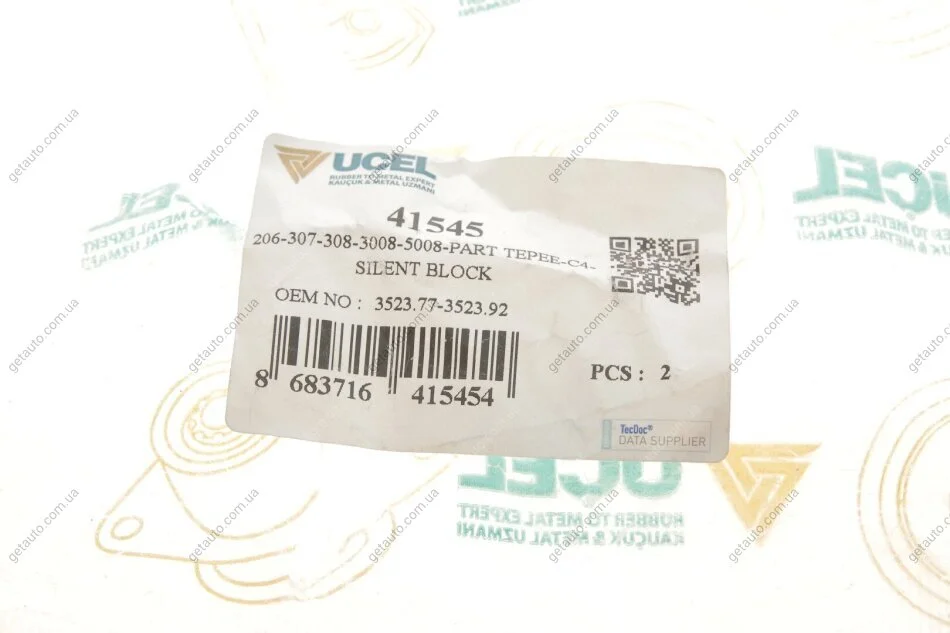 UCEL
RUBBER TO METAL EXPERT
KAUÇUK & METAL UZMANI
41545
206-307-308-3008-5008-PART TEPEE-C4-
SILENT BLOCK
OEM NO : 3523.77-3523.92
8 683716 415454
PCS : 2
TecDoc®
DATA SUPPLIER
UCEL
RUBBER TO METAL EXPERT
KAUÇUK & METAL UZMANI
getauto.com.ua